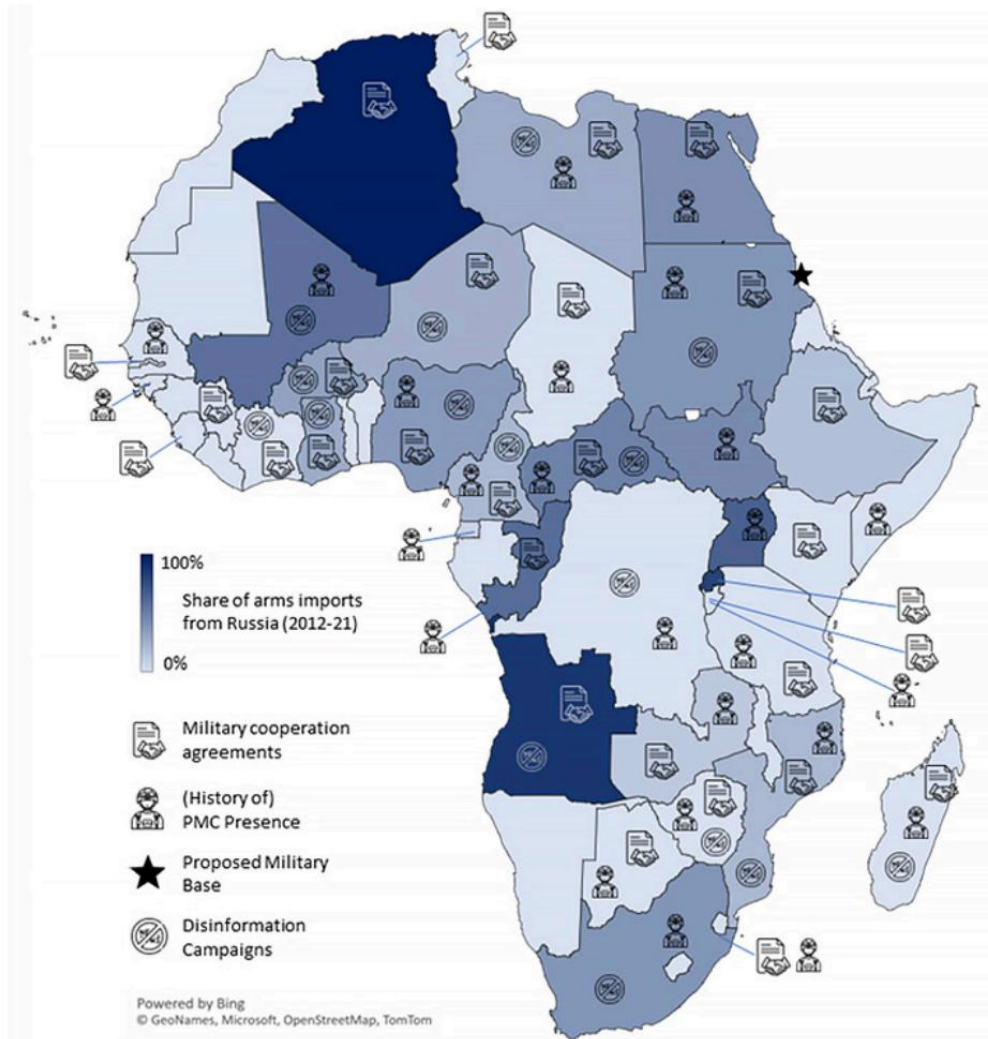 100%
Share of arms imports
from Russia (2012-21)
0%
Military cooperation
agreements
(History of)
PMC Presence
Proposed Military
Base
Disinformation
Campaigns
Powered by Bing
© GeoNames, Microsoft, OpenStreetMap, TomTom